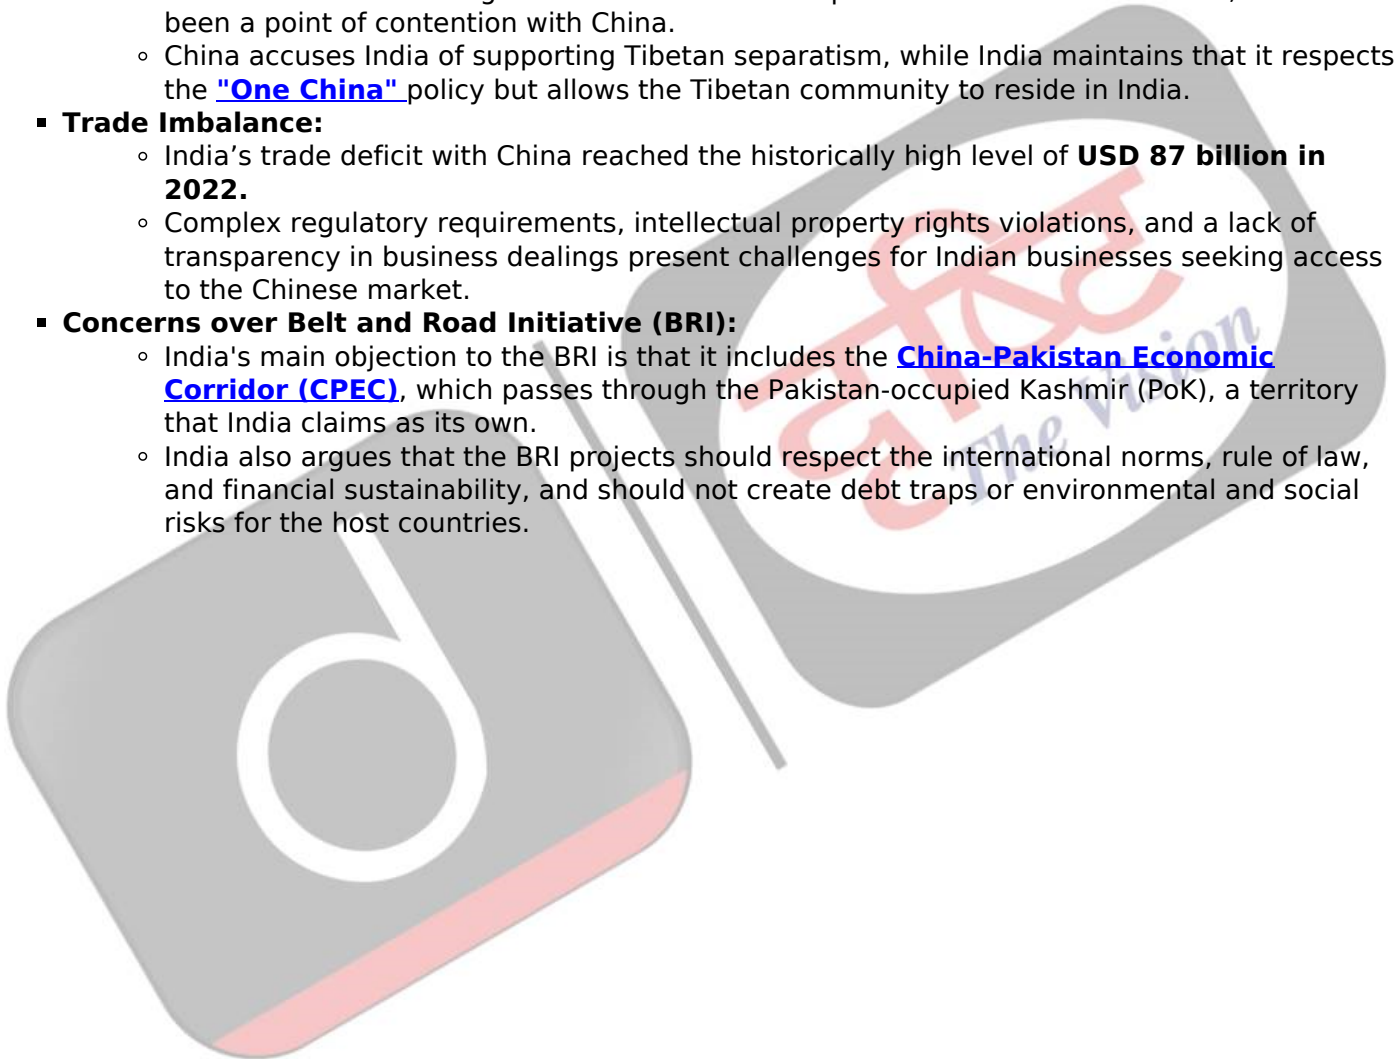 been a point of contention with China.
China accuses India of supporting Tibetan separatism, while India maintains that it respects
the "One China" policy but allows the Tibetan community to reside in India.
Trade Imbalance:
India’s trade deficit with China reached the historically high level of USD 87 billion in
2022.
Complex regulatory requirements, intellectual property rights violations, and a lack of
transparency in business dealings present challenges for Indian businesses seeking access
to the Chinese market.
Concerns over Belt and Road Initiative (BRI):
India's main objection to the BRI is that it includes the China-Pakistan Economic
Corridor (CPEC), which passes through the Pakistan-occupied Kashmir (PoK), a territory
that India claims as its own.
India also argues that the BRI projects should respect the international norms, rule of law,
and financial sustainability, and should not create debt traps or environmental and social
risks for the host countries.
दृष्टि
The Vision
d